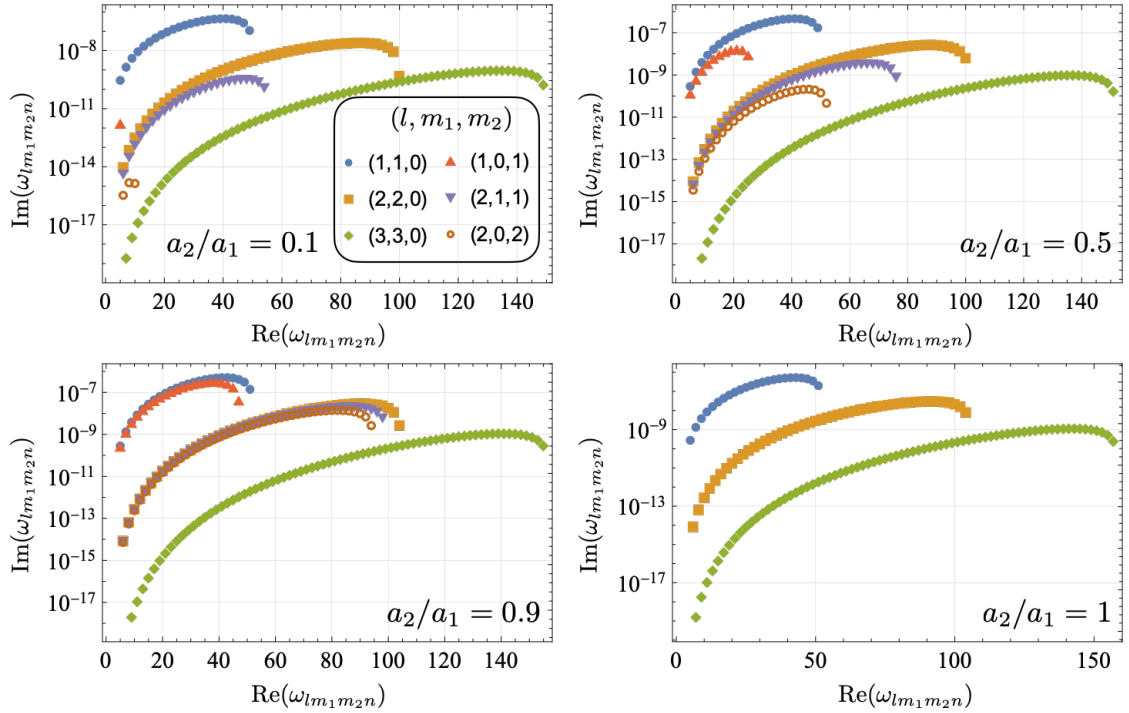 Im(ω_{lm₁m₂n})
10⁻⁸
10⁻¹¹
10⁻¹⁴
10⁻¹⁷
(l, m₁, m₂)
(1,1,0) (1,0,1)
(2,2,0) (2,1,1)
(3,3,0) (2,0,2)
a₂/a₁ = 0.1
0 20 40 60 80 100 120 140
Re(ω_{lm₁m₂n})
Im(ω_{lm₁m₂n})
10⁻⁷
10⁻⁹
10⁻¹¹
10⁻¹³
10⁻¹⁵
10⁻¹⁷
a₂/a₁ = 0.5
0 20 40 60 80 100 120 140
Re(ω_{lm₁m₂n})
Im(ω_{lm₁m₂n})
10⁻⁷
10⁻⁹
10⁻¹¹
10⁻¹³
10⁻¹⁵
10⁻¹⁷
a₂/a₁ = 0.9
0 20 40 60 80 100 120 140
Re(ω_{lm₁m₂n})
Im(ω_{lm₁m₂n})
10⁻⁹
10⁻¹³
10⁻¹⁷
a₂/a₁ = 1
0 50 100 150
Re(ω_{lm₁m₂n})